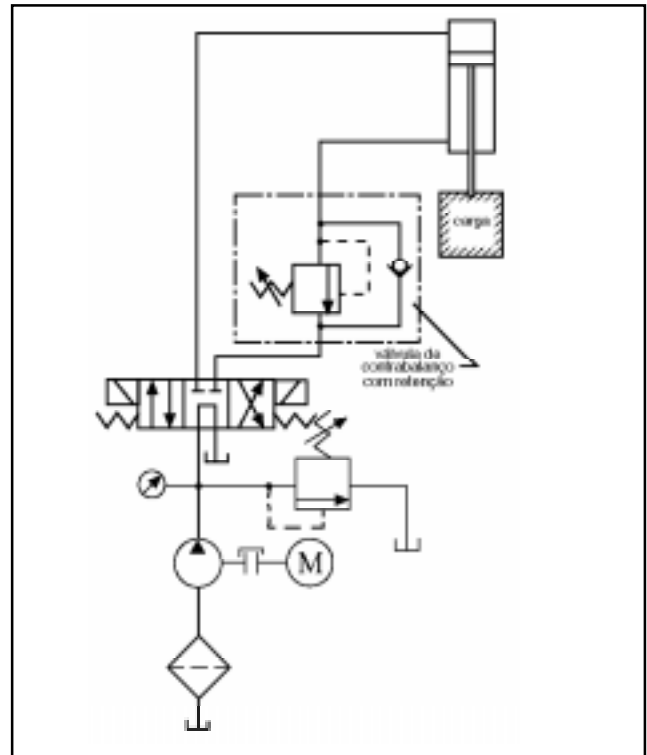 carga
válvula de
contrabalanço
com retenção
M